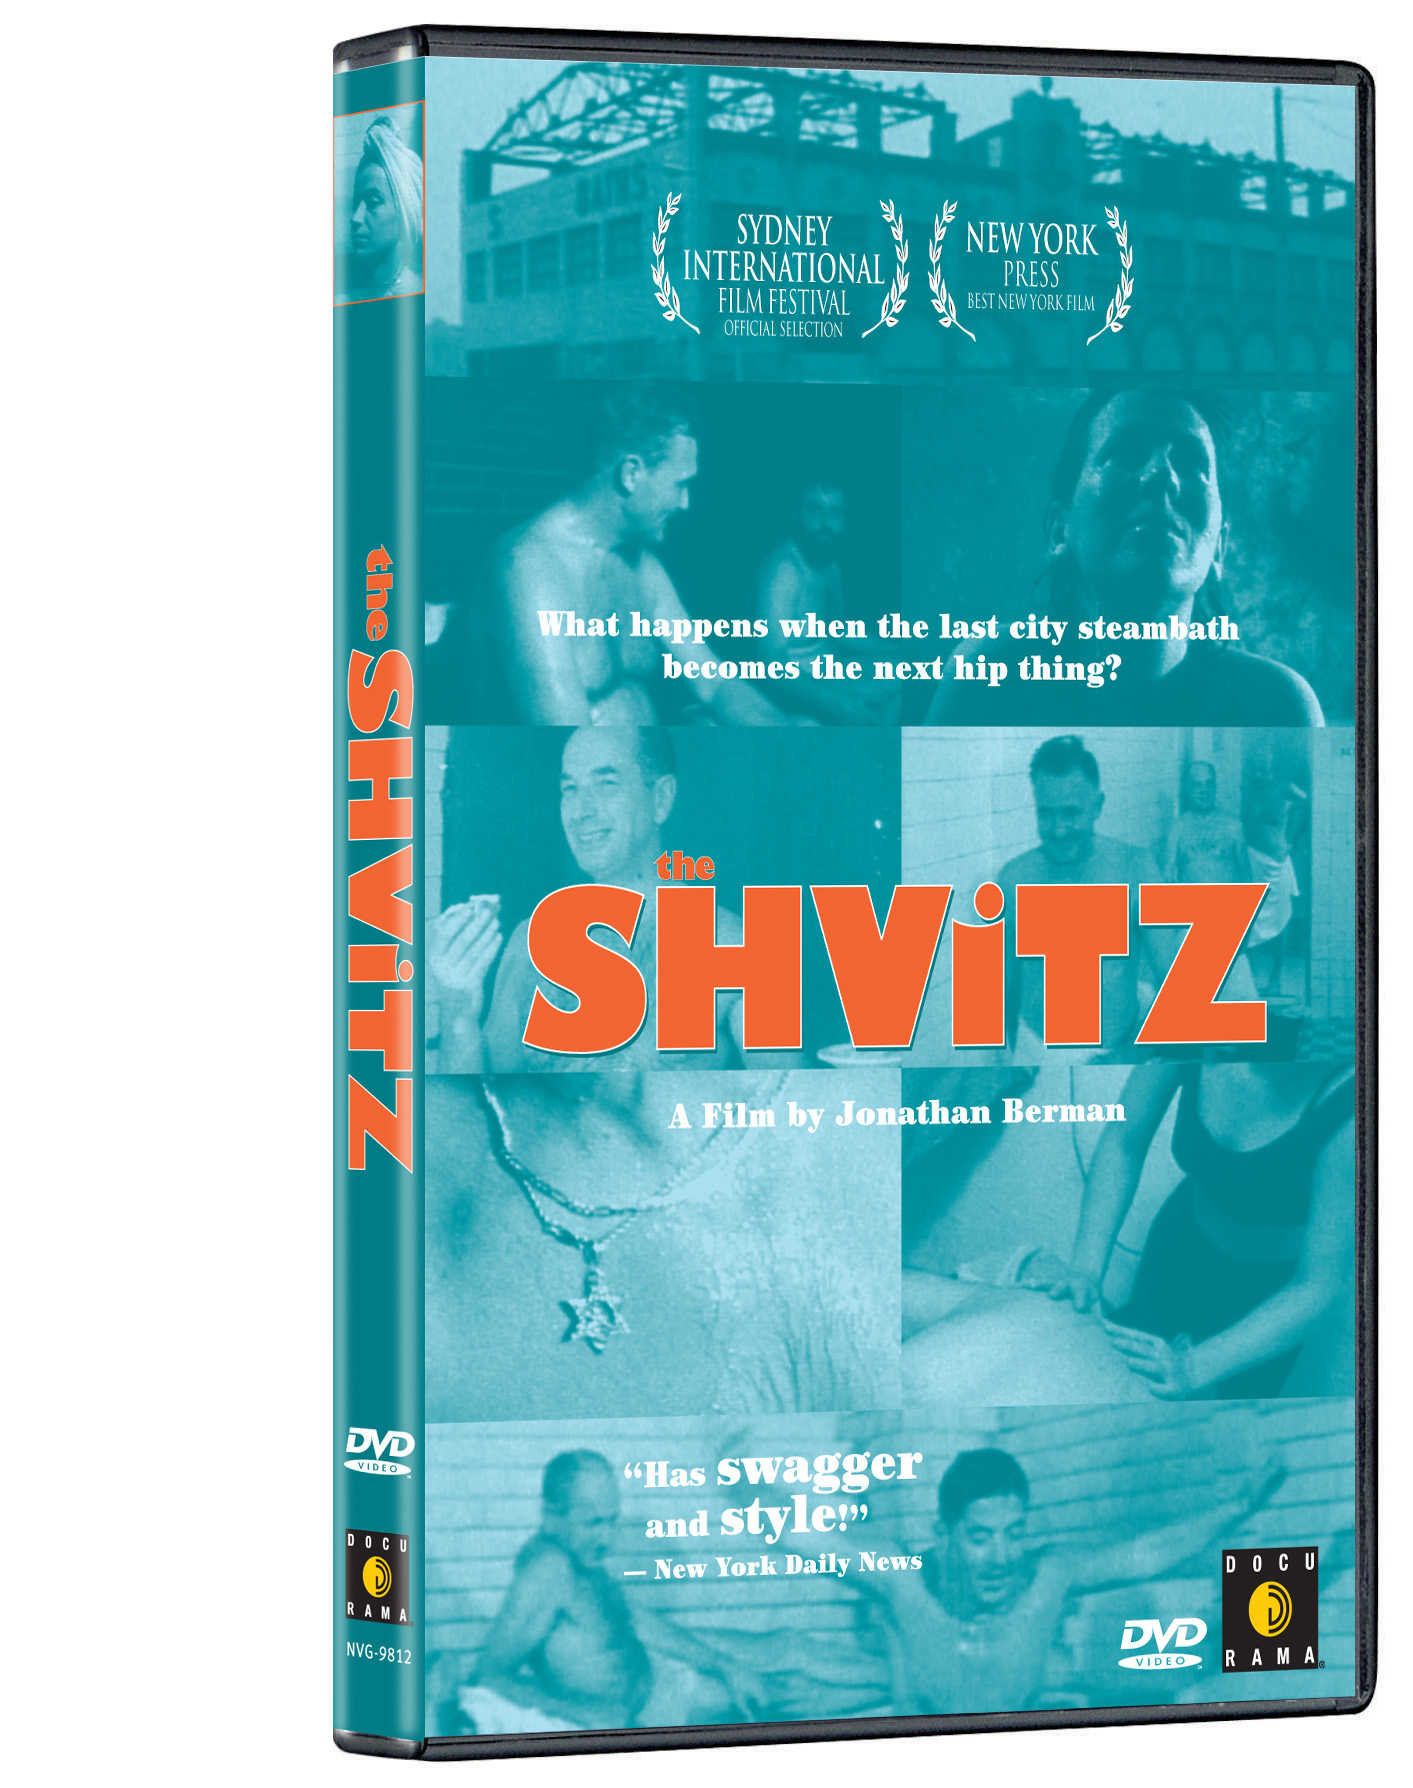 SYDNEY
INTERNATIONAL
FILM FESTIVAL
OFFICIAL SELECTION
NEW YORK
PRESS
BEST NEW YORK FILM
What happens when the last city steambath
becomes the next hip thing?
the
SHViTZ
A Film by Jonathan Berman
“Has swagger
and style!”
— New York Daily News
DVD
VIDEO
DOCU
RAMA
the SHViTZ
DVD
VIDEO
DOCU
RAMA
NVG-9812
BATHS